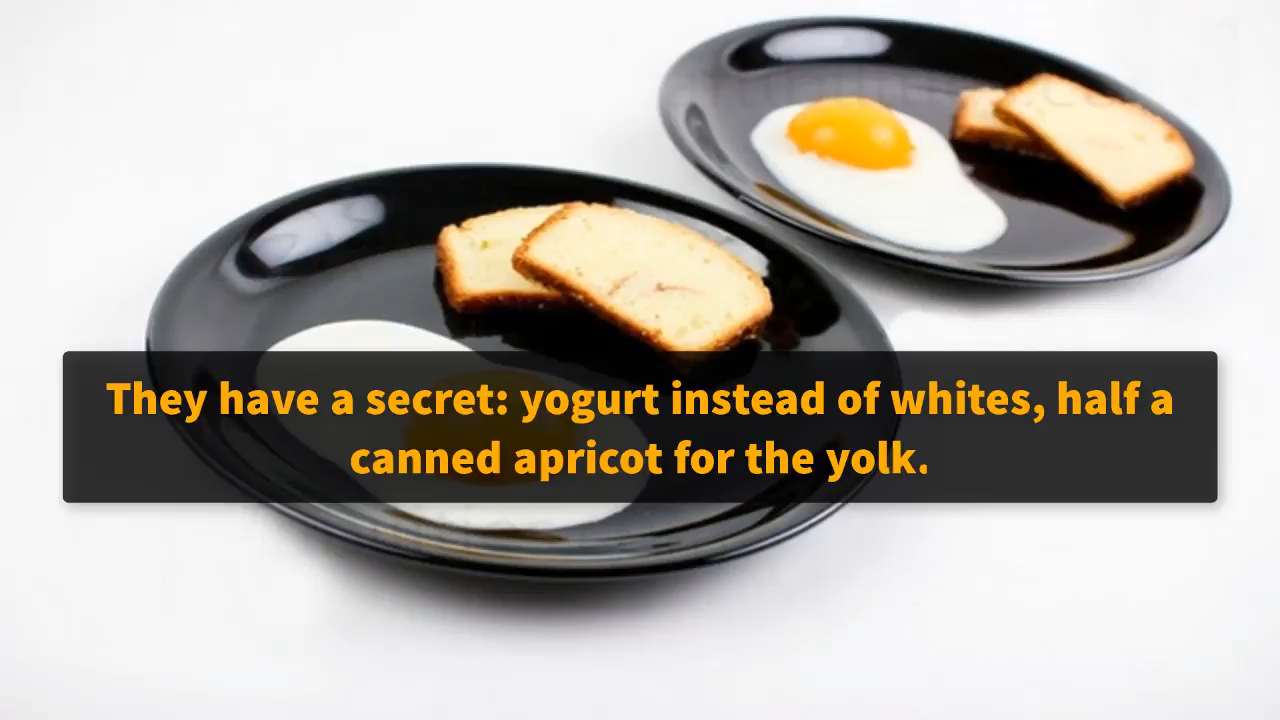 They have a secret: yogurt instead of whites, half a
canned apricot for the yolk.